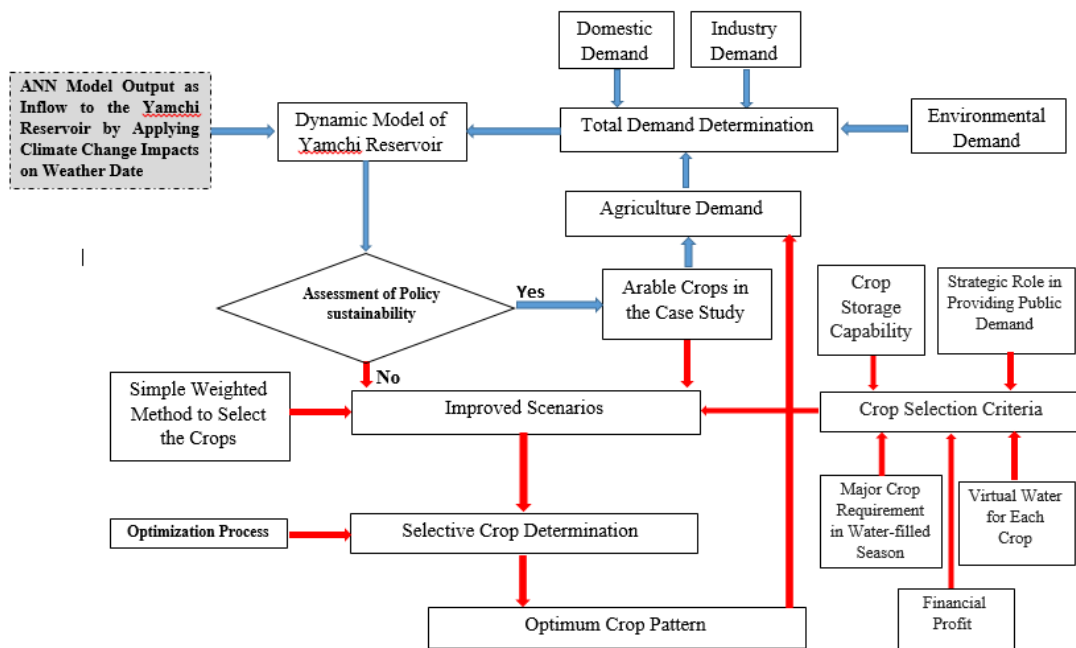 Domestic
Demand
Industry
Demand
ANN Model Output as
Inflow to the Yamchi
Reservoir by Applying
Climate Change Impacts
on Weather Date
Dynamic Model of
Yamchi Reservoir
Total Demand Determination
Environmental
Demand
Agriculture Demand
Assessment of Policy
sustainability
Yes
Arable Crops in
the Case Study
Crop
Storage
Capability
Strategic Role in
Providing Public
Demand
No
Simple Weighted
Method to Select
the Crops
Improved Scenarios
Crop Selection Criteria
Major Crop
Requirement
in Water-filled
Season
Virtual Water
for Each
Crop
Optimization Process
Selective Crop Determination
Financial
Profit
Optimum Crop Pattern